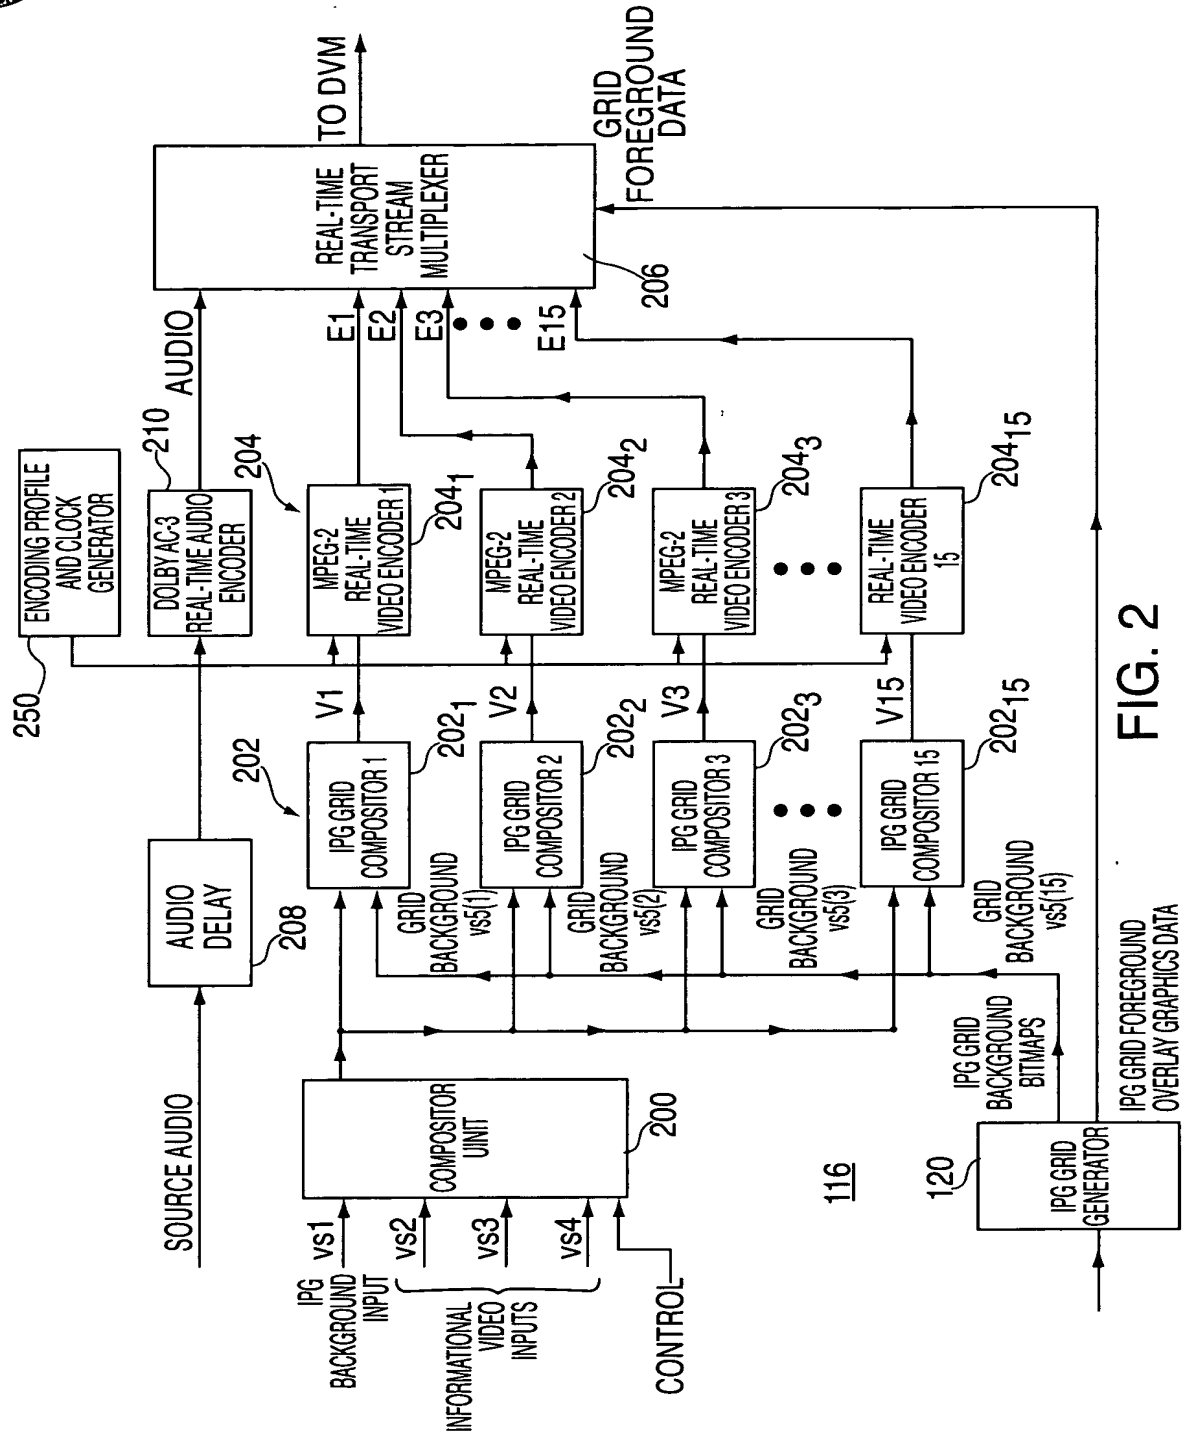 ENCODING PROFILE
AND CLOCK
GENERATOR
250
SOURCE AUDIO
AUDIO
DELAY
208
DOLBY AC-3
REAL-TIME AUDIO
ENCODER
210
AUDIO
IPG
BACKGROUND
INPUT
vs1
vs2
vs3
vs4
INFORMATIONAL
VIDEO
INPUTS
CONTROL
COMPOSITOR
UINIT
200
202
IPG GRID
COMPOSITOR 1
202₁
GRID
BACKGROUND
vs5(1)
V1
204
MPEG-2
REAL-TIME
VIDEO ENCODER 1
204₁
E1
IPG GRID
COMPOSITOR 2
202₂
GRID
BACKGROUND
vs5(2)
V2
MPEG-2
REAL-TIME
VIDEO ENCODER 2
204₂
E2
IPG GRID
COMPOSITOR 3
202₃
GRID
BACKGROUND
vs5(3)
V3
MPEG-2
REAL-TIME
VIDEO ENCODER 3
204₃
E3
IPG GRID
COMPOSITOR 15
202₁₅
GRID
BACKGROUND
vs5(15)
V15
REAL-TIME
VIDEO ENCODER
15
204₁₅
E15
REAL-TIME
TRANSPORT
STREAM
MULTIPLEXER
206
TO DVM
GRID
FOREGROUND
DATA
116
120
IPG GRID
GENERATOR
IPG GRID
BACKGROUND
BITMAPS
IPG GRID FOREGROUND
OVERLAY GRAPHICS DATA
FIG. 2